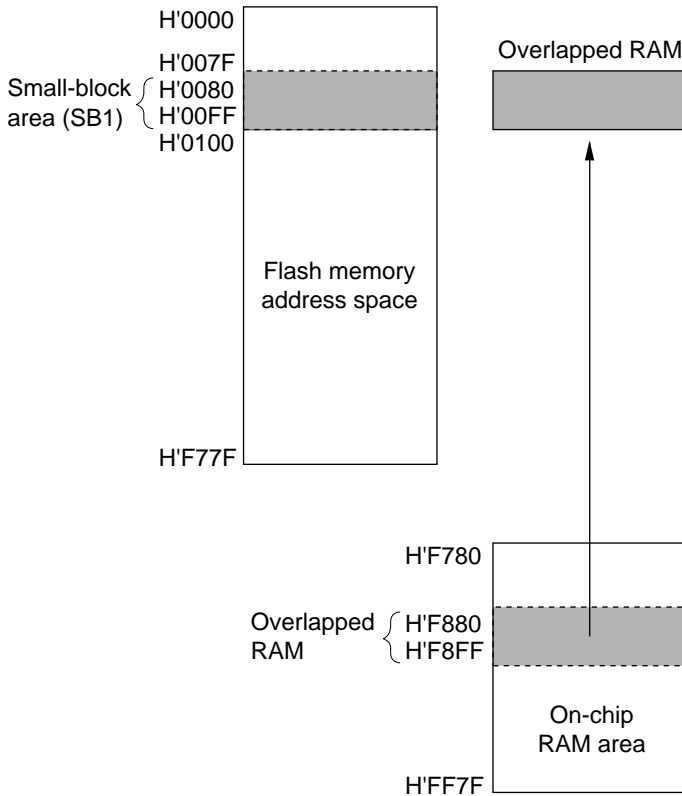 H'0000
H'007F
Overlapped RAM
Small-block
area (SB1)
H'0080
H'00FF
H'0100
Flash memory
address space
H'F77F
H'F780
Overlapped
RAM
H'F880
H'F8FF
On-chip
RAM area
H'FF7F